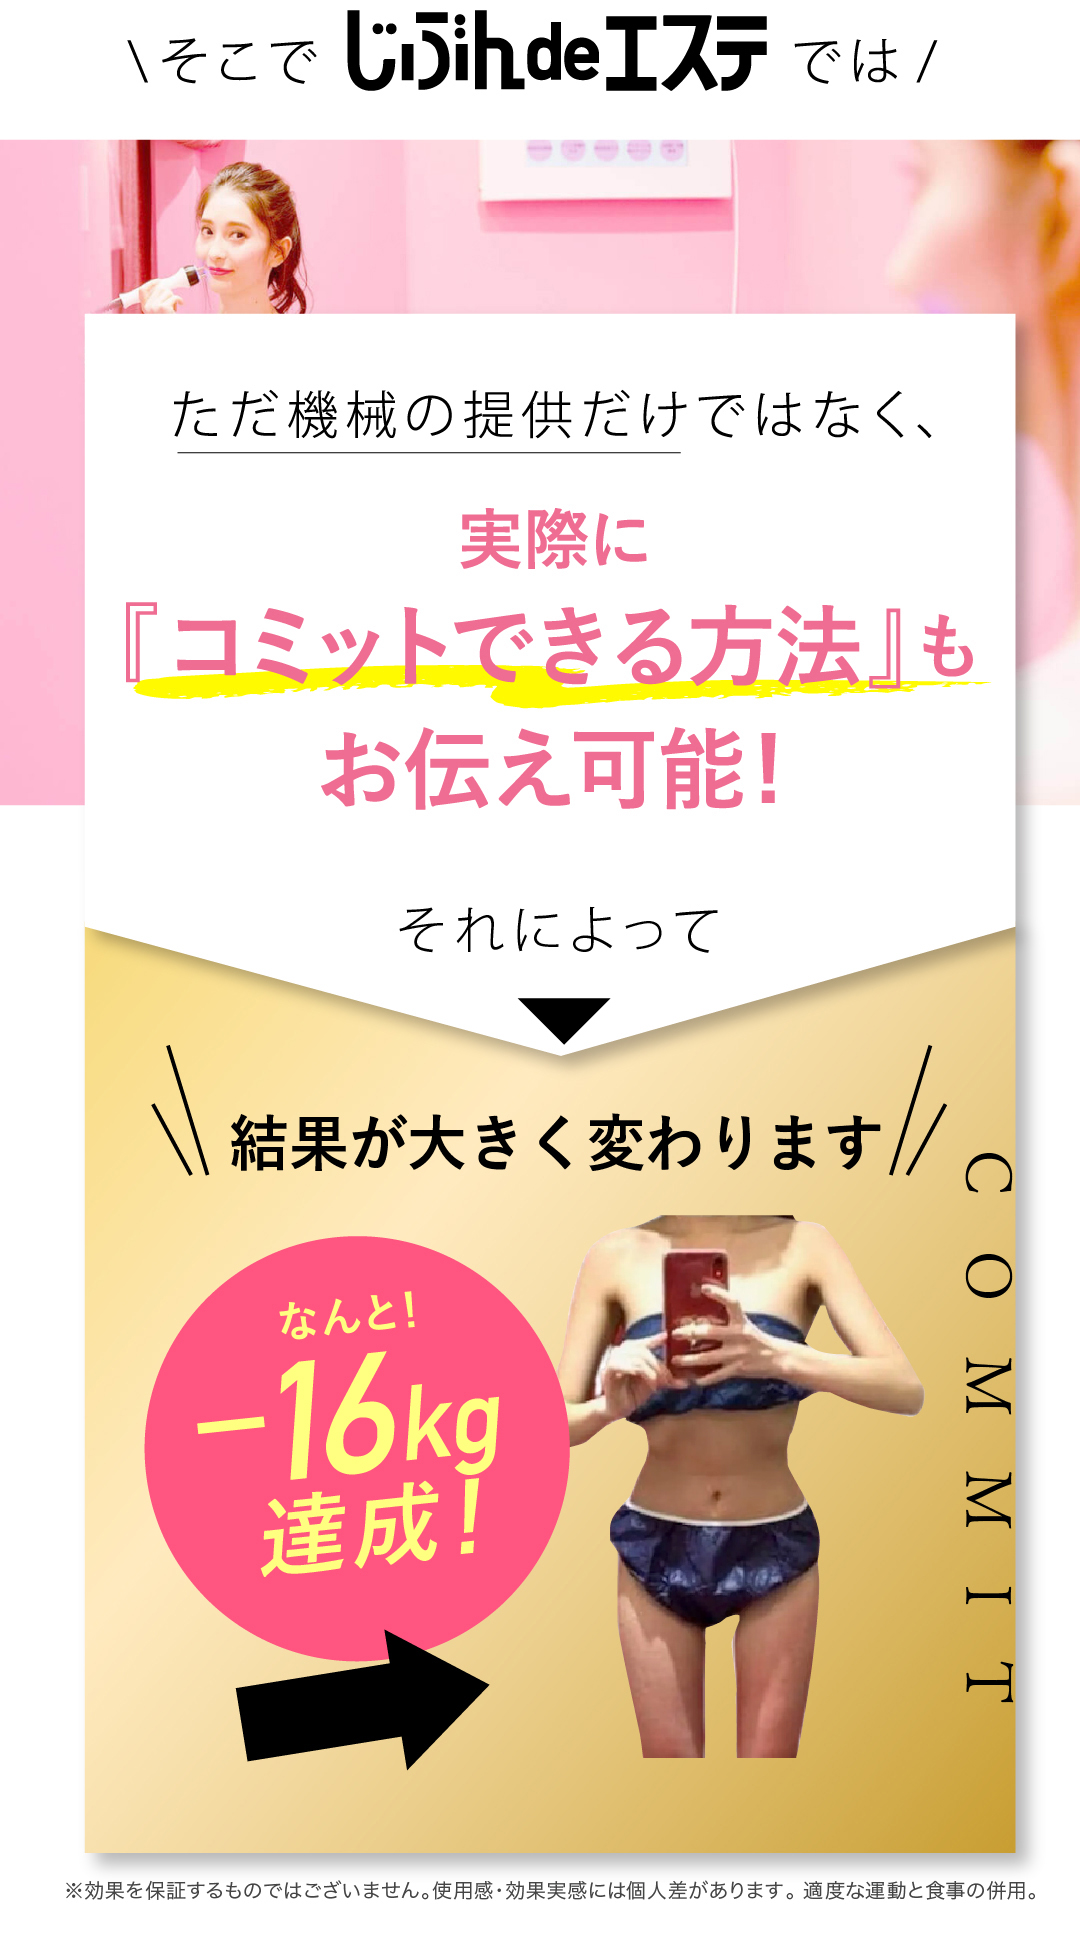 \ そこで じぶんdeエステ では /
ただ機械の提供だけではなく、
実際に
『コミットできる方法』も
お伝え可能！
それによって
結果が大きく変わります
なんと！
−16kg
達成！
COMMIT
※効果を保証するものではございません。使用感・効果実感には個人差があります。適度な運動と食事の併用。